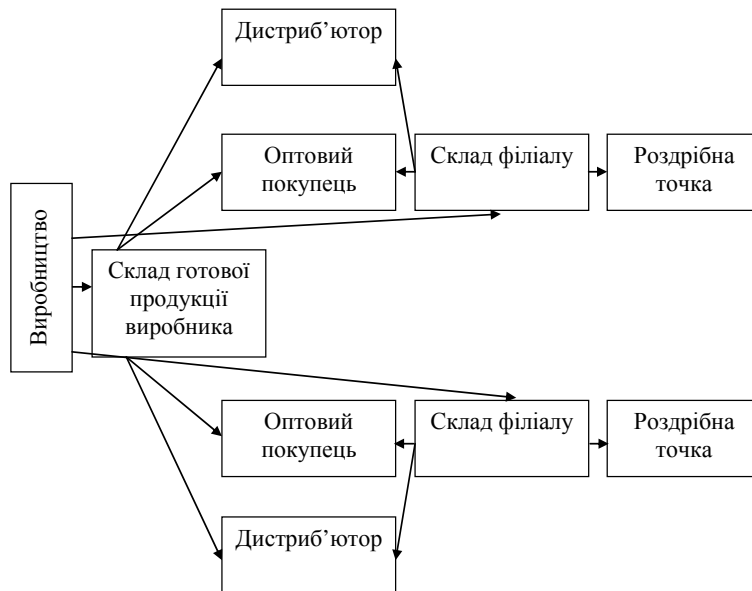 Дистриб’ютор
Оптовий
покупець
Склад філіалу
Роздрібна
точка
Виробництво
Склад готової
продукції
виробника
Оптовий
покупець
Склад філіалу
Роздрібна
точка
Дистриб’ютор